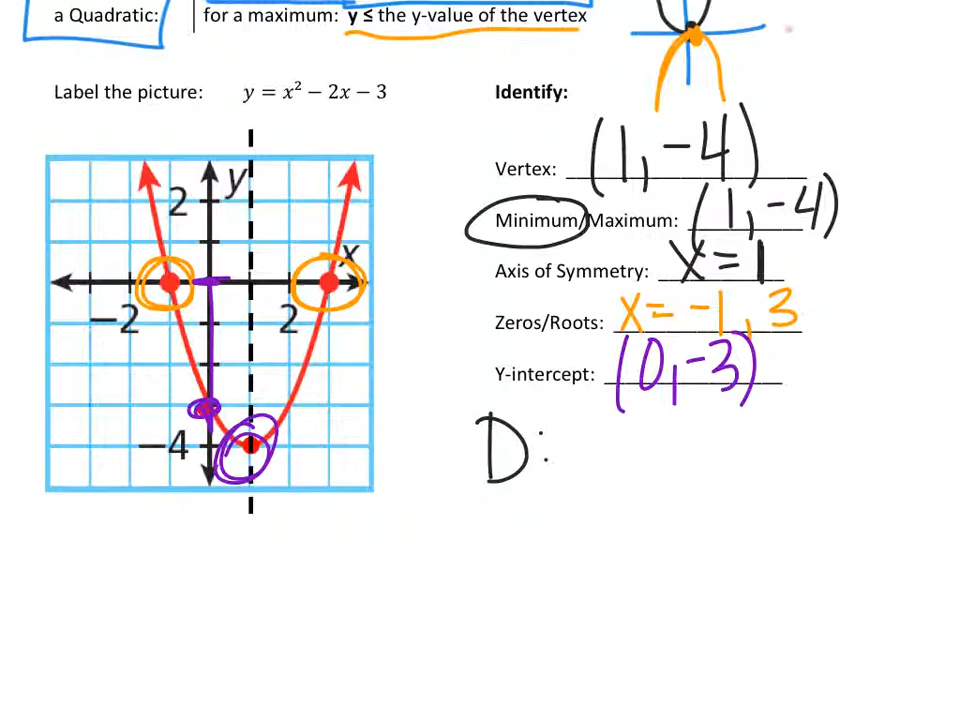 a Quadratic: for a maximum: y ≤ the y-value of the vertex
Label the picture: y = x² − 2x − 3
Identify:
Vertex: (1, -4)
Minimum/Maximum: (1, -4)
Axis of Symmetry: x = 1
Zeros/Roots: x = -1, 3
Y-intercept: (0, -3)
D:
y
2
x
−2
2
−4